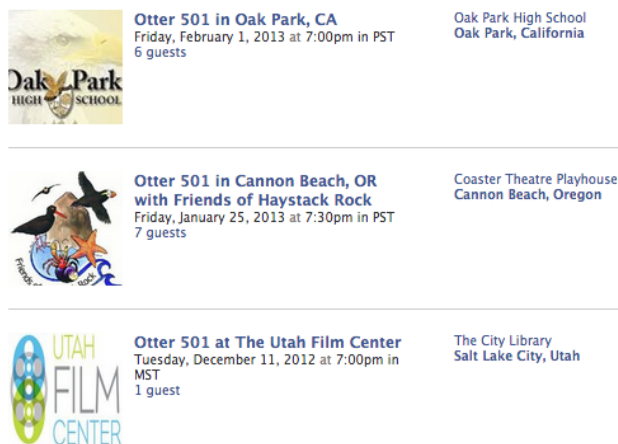 Oak Park
HIGH SCHOOL
Otter 501 in Oak Park, CA
Friday, February 1, 2013 at 7:00pm in PST
6 guests
Oak Park High School
Oak Park, California
Friends of Haystack Rock
Otter 501 in Cannon Beach, OR
with Friends of Haystack Rock
Friday, January 25, 2013 at 7:30pm in PST
7 guests
Coaster Theatre Playhouse
Cannon Beach, Oregon
UTAH
FILM
CENTER
Otter 501 at The Utah Film Center
Tuesday, December 11, 2012 at 7:00pm in
MST
1 guest
The City Library
Salt Lake City, Utah